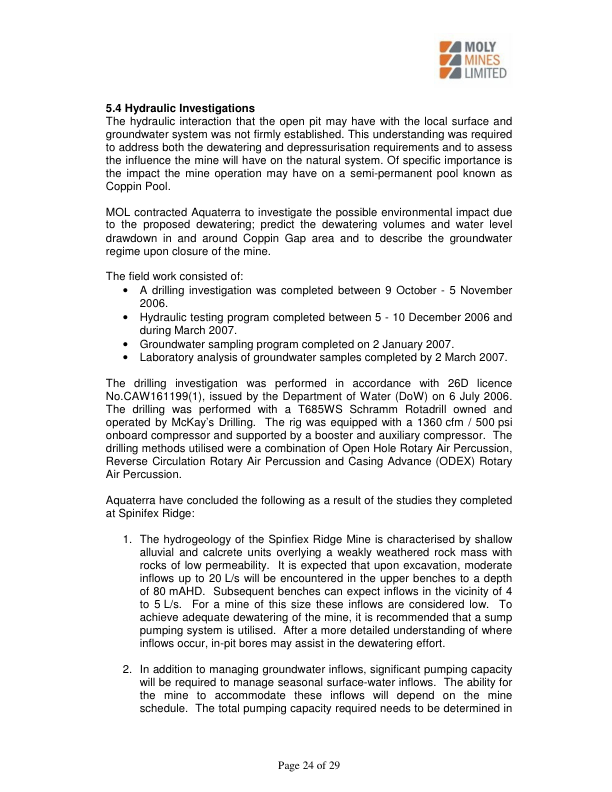 MOLY
MINES
LIMITED
5.4 Hydraulic Investigations
The hydraulic interaction that the open pit may have with the local surface and
groundwater system was not firmly established. This understanding was required
to address both the dewatering and depressurisation requirements and to assess
the influence the mine will have on the natural system. Of specific importance is
the impact the mine operation may have on a semi-permanent pool known as
Coppin Pool.
MOL contracted Aquaterra to investigate the possible environmental impact due
to the proposed dewatering; predict the dewatering volumes and water level
drawdown in and around Coppin Gap area and to describe the groundwater
regime upon closure of the mine.
The field work consisted of:
• A drilling investigation was completed between 9 October - 5 November
2006.
• Hydraulic testing program completed between 5 - 10 December 2006 and
during March 2007.
• Groundwater sampling program completed on 2 January 2007.
• Laboratory analysis of groundwater samples completed by 2 March 2007.
The drilling investigation was performed in accordance with 26D licence
No.CAW161199(1), issued by the Department of Water (DoW) on 6 July 2006.
The drilling was performed with a T685WS Schramm Rotadrill owned and
operated by McKay's Drilling. The rig was equipped with a 1360 cfm / 500 psi
onboard compressor and supported by a booster and auxiliary compressor. The
drilling methods utilised were a combination of Open Hole Rotary Air Percussion,
Reverse Circulation Rotary Air Percussion and Casing Advance (ODEX) Rotary
Air Percussion.
Aquaterra have concluded the following as a result of the studies they completed
at Spinifex Ridge:
1. The hydrogeology of the Spinfiex Ridge Mine is characterised by shallow
alluvial and calcrete units overlying a weakly weathered rock mass with
rocks of low permeability. It is expected that upon excavation, moderate
inflows up to 20 L/s will be encountered in the upper benches to a depth
of 80 mAHD. Subsequent benches can expect inflows in the vicinity of 4
to 5 L/s. For a mine of this size these inflows are considered low. To
achieve adequate dewatering of the mine, it is recommended that a sump
pumping system is utilised. After a more detailed understanding of where
inflows occur, in-pit bores may assist in the dewatering effort.
2. In addition to managing groundwater inflows, significant pumping capacity
will be required to manage seasonal surface-water inflows. The ability for
the mine to accommodate these inflows will depend on the mine
schedule. The total pumping capacity required needs to be determined in
Page 24 of 29